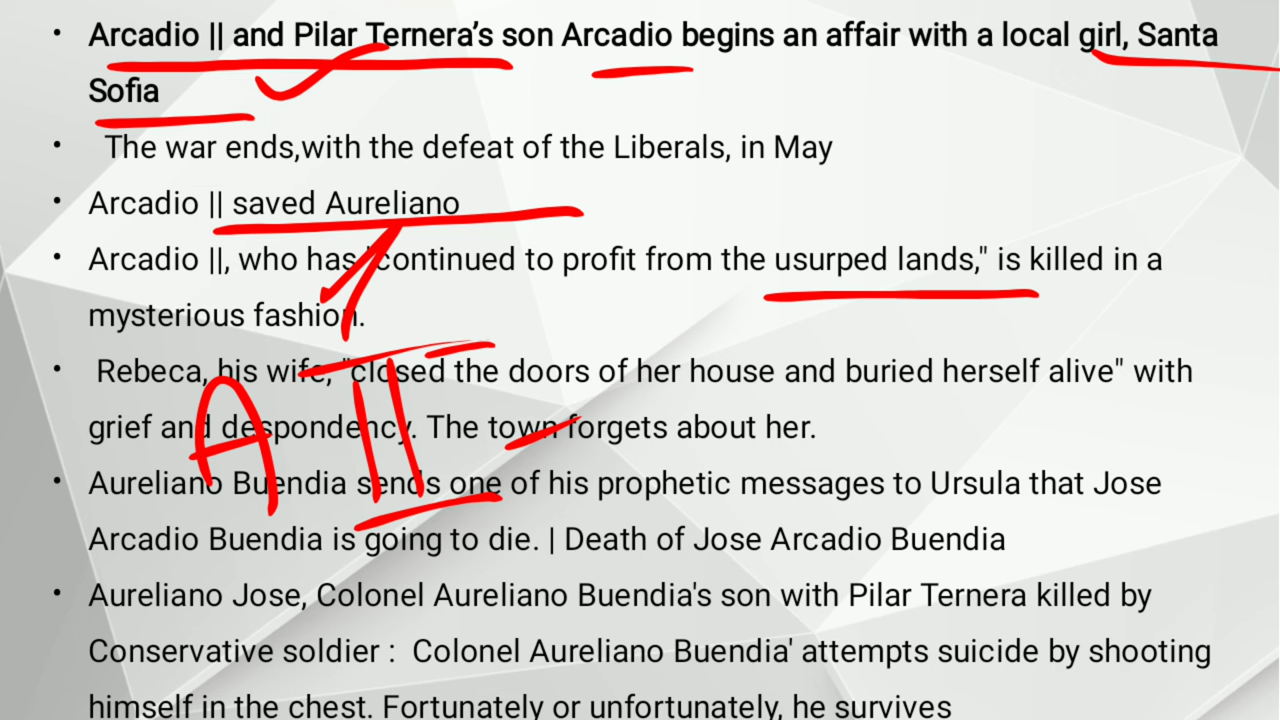 • Arcadio || and Pilar Ternera’s son Arcadio begins an affair with a local girl, Santa
Sofia
• The war ends,with the defeat of the Liberals, in May
• Arcadio || saved Aureliano
• Arcadio ||, who has "continued to profit from the usurped lands," is killed in a
mysterious fashion.
• Rebeca, his wife, "closed the doors of her house and buried herself alive" with
grief and despondency. The town forgets about her.
• Aureliano Buendia sends one of his prophetic messages to Ursula that Jose
Arcadio Buendia is going to die. | Death of Jose Arcadio Buendia
• Aureliano Jose, Colonel Aureliano Buendia's son with Pilar Ternera killed by
Conservative soldier : Colonel Aureliano Buendia' attempts suicide by shooting
himself in the chest. Fortunately or unfortunately, he survives
A II